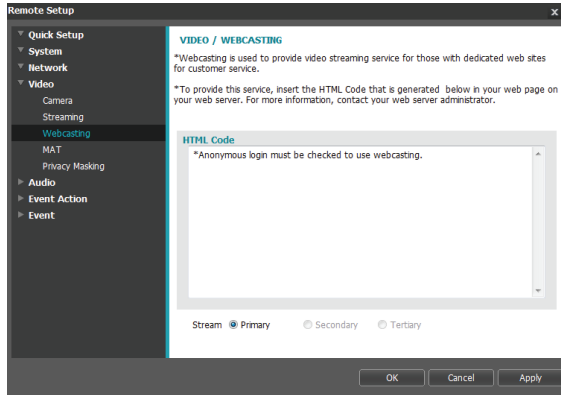 Remote Setup
x
Quick Setup
System
Network
Video
Camera
Streaming
Webcasting
MAT
Privacy Masking
Audio
Event Action
Event
VIDEO / WEBCASTING
*Webcasting is used to provide video streaming service for those with dedicated web sites
for customer service.
*To provide this service, insert the HTML Code that is generated below in your web page on
your web server. For more information, contact your web server administrator.
HTML Code
*Anonymous login must be checked to use webcasting.
Stream Primary Secondary Tertiary
OK Cancel Apply